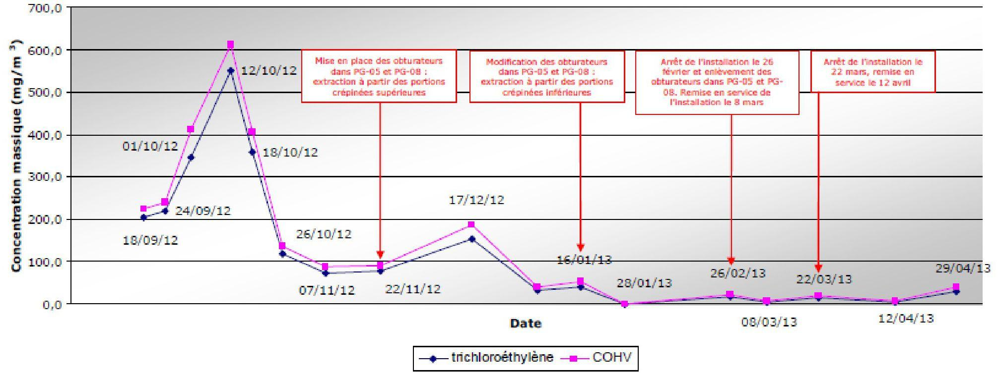 700,0
600,0
500,0
400,0
300,0
200,0
100,0
0,0
Concentration massique (mg/m ³)
Mise en place des obturateurs
dans PG-05 et PG-08 :
extraction à partir des portions
crépinées supérieures
Modification des obturateurs
dans PG-05 et PG-08 :
extraction à partir des portions
crépinées inférieures
Arrêt de l'installation le 26
février et enlèvement des
obturateurs dans PG-05 et PG-
08. Remise en service de
l'installation le 8 mars
Arrêt de l'installation le
22 mars, remise en
service le 12 avril
18/09/12
24/09/12
01/10/12
12/10/12
18/10/12
26/10/12
07/11/12
22/11/12
17/12/12
16/01/13
28/01/13
26/02/13
08/03/13
22/03/13
12/04/13
29/04/13
Date
trichloroéthylène
COHV